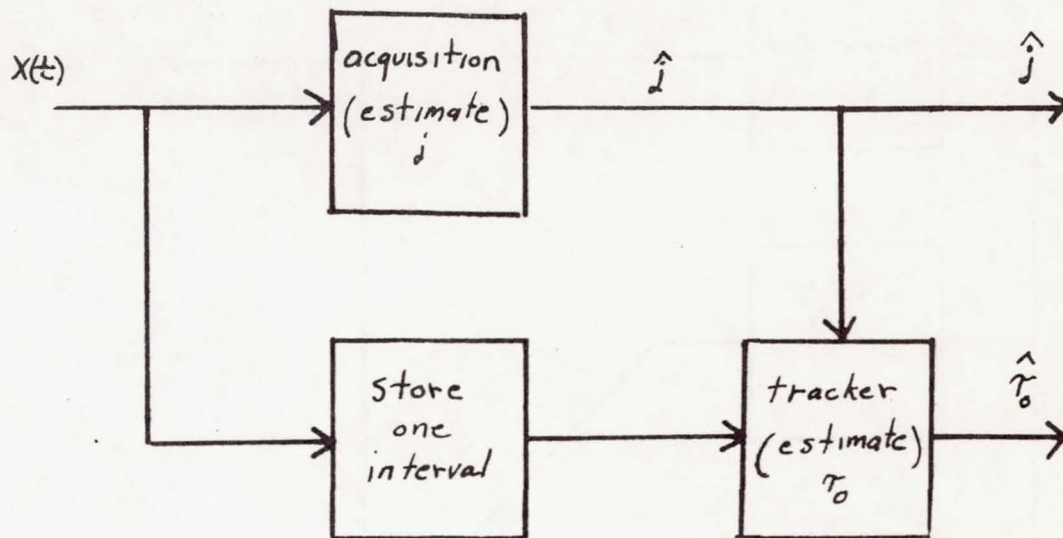 X(t)
acquisition
(estimate)
j
ĵ
ĵ
store
one
interval
tracker
(estimate)
τ₀
τ̂₀